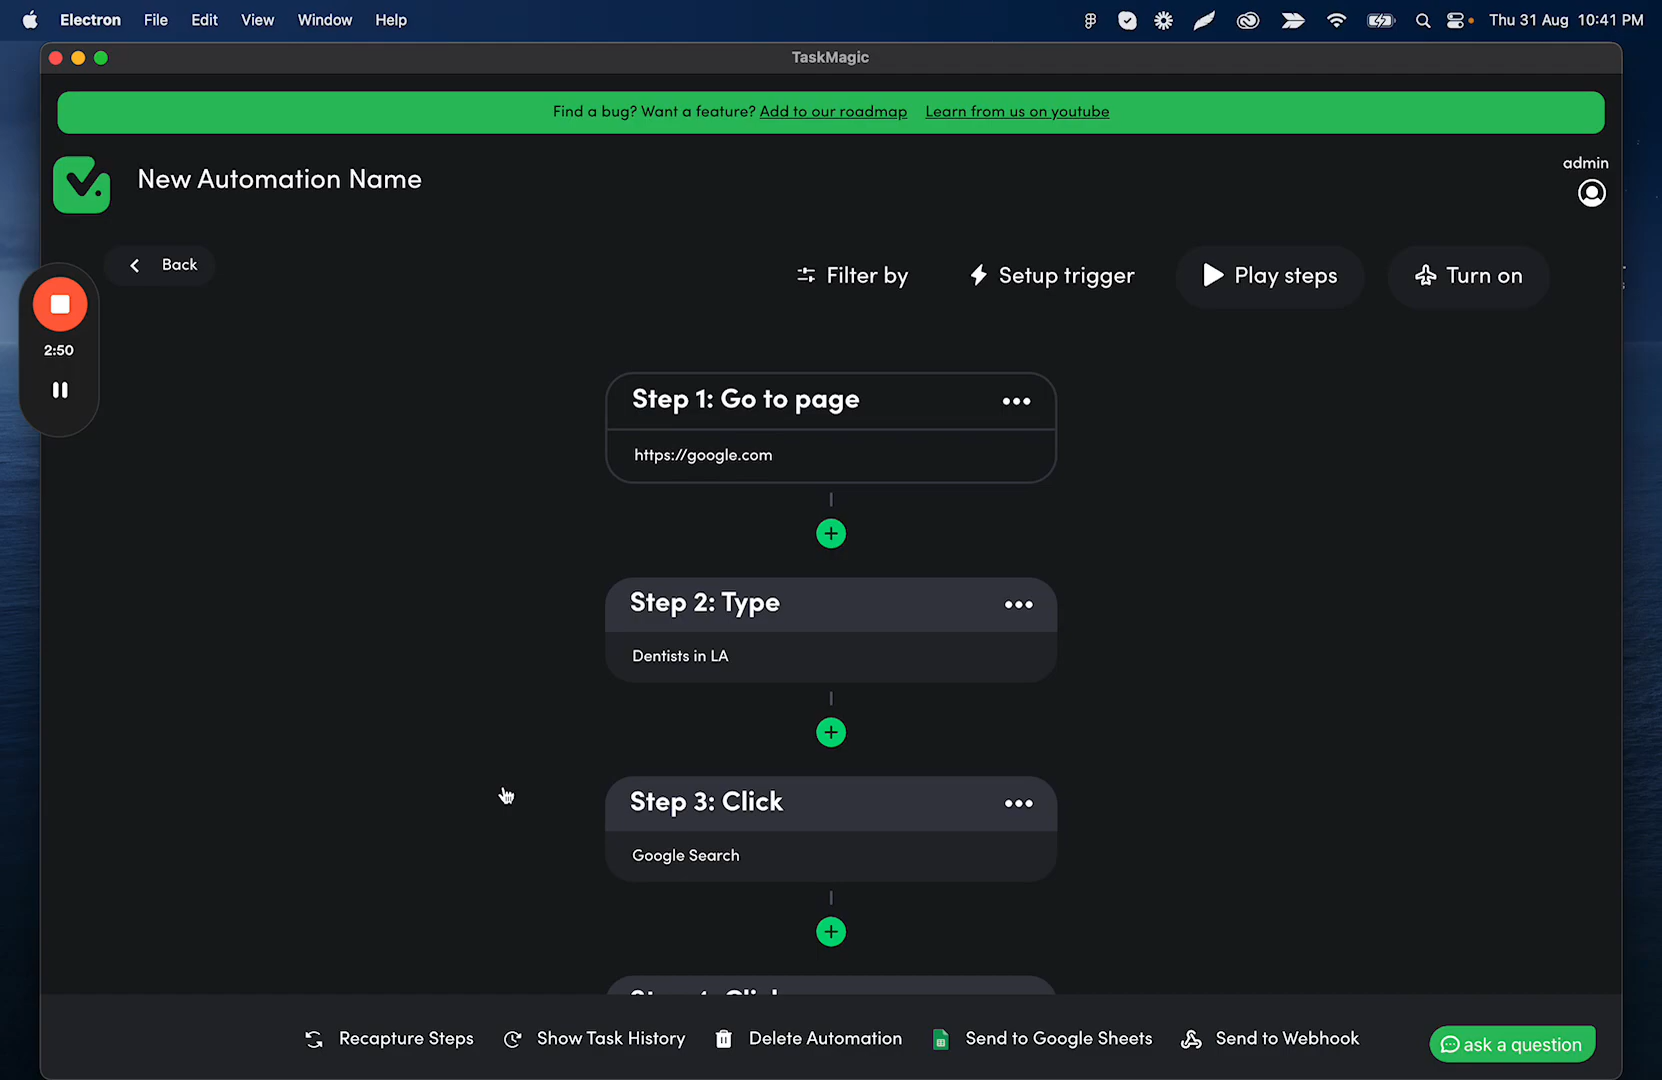 Electron File Edit View Window Help Thu 31 Aug 10:41 PM
TaskMagic
Find a bug? Want a feature? Add to our roadmap Learn from us on youtube
New Automation Name
admin
Back
Filter by
Setup trigger
Play steps
Turn on
2:50
Step 1: Go to page
https://google.com
Step 2: Type
Dentists in LA
Step 3: Click
Google Search
Recapture Steps
Show Task History
Delete Automation
Send to Google Sheets
Send to Webhook
ask a question